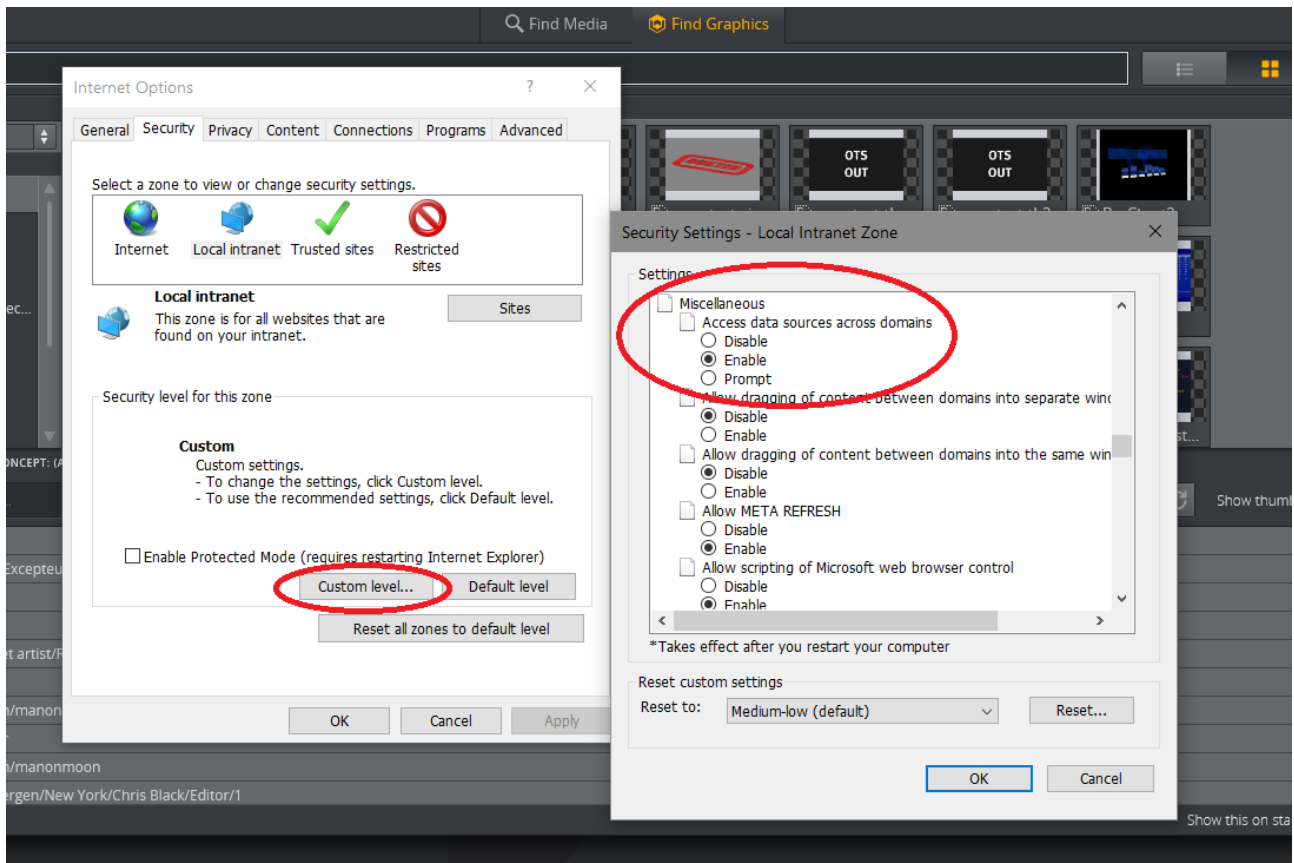 Find Media
Find Graphics
Internet Options
?
General Security Privacy Content Connections Programs Advanced
Select a zone to view or change security settings.
Internet
Local intranet
Trusted sites
Restricted
sites
Local intranet
This zone is for all websites that are
found on your intranet.
Sites
Security level for this zone
Custom
Custom settings.
- To change the settings, click Custom level.
- To use the recommended settings, click Default level.
Enable Protected Mode (requires restarting Internet Explorer)
Custom level...
Default level
Reset all zones to default level
OK
Cancel
Apply
OTS
OUT
OTS
OUT
Security Settings - Local Intranet Zone
Settings
Miscellaneous
Access data sources across domains
Disable
Enable
Prompt
Allow dragging of content between domains into separate wind
Disable
Enable
Allow dragging of content between domains into the same win
Disable
Enable
Allow META REFRESH
Disable
Enable
Allow scripting of Microsoft web browser control
Disable
Enable
*Takes effect after you restart your computer
Reset custom settings
Reset to:
Medium-low (default)
Reset...
OK
Cancel
ec...
st...
ONCEPT: (A
Show thumb
Excepteu
et artist/F
n/manon
n/manonmoon
ergen/New York/Chris Black/Editor/1
Show this on sta